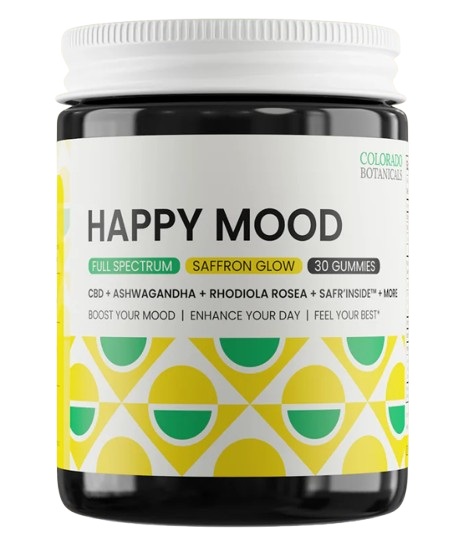 COLORADO
BOTANICALS
HAPPY MOOD
FULL SPECTRUM SAFFRON GLOW 30 GUMMIES
CBD + ASHWAGANDHA + RHODIOLA ROSEA + SAFR'INSIDE™ + MORE
BOOST YOUR MOOD | ENHANCE YOUR DAY | FEEL YOUR BEST*